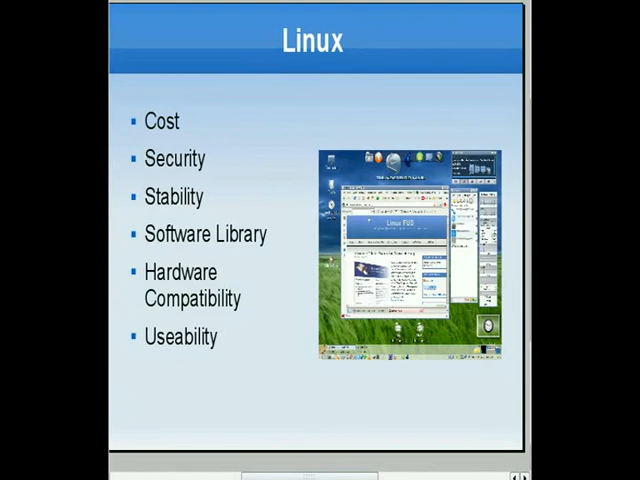 Linux
Cost
Security
Stability
Software Library
Hardware
Compatibility
Useability
Linux FUD